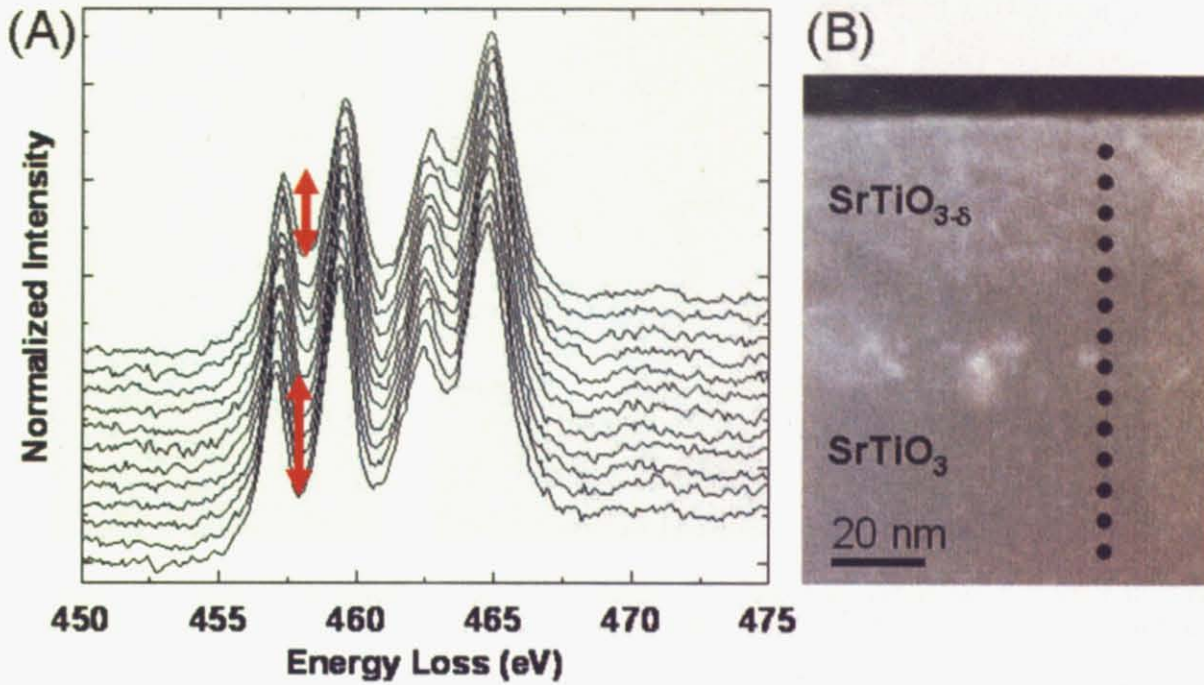 (A)
Normalized Intensity
450 455 460 465 470 475
Energy Loss (eV)
(B)
SrTiO3-δ
SrTiO3
20 nm